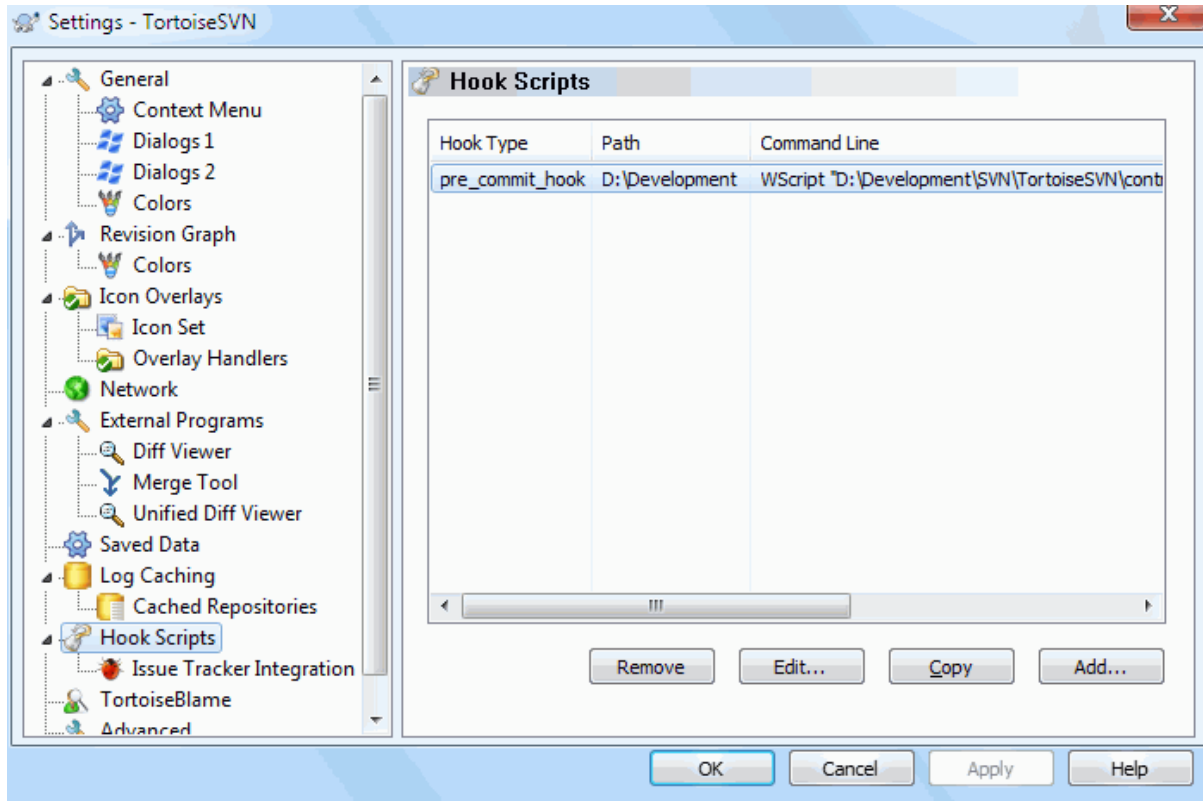 Settings - TortoiseSVN
X
General
Context Menu
Dialogs 1
Dialogs 2
Colors
Revision Graph
Colors
Icon Overlays
Icon Set
Overlay Handlers
Network
External Programs
Diff Viewer
Merge Tool
Unified Diff Viewer
Saved Data
Log Caching
Cached Repositories
Hook Scripts
Issue Tracker Integration
TortoiseBlame
Advanced
Hook Scripts
Hook Type Path Command Line
pre_commit_hook D:\Development WScript "D:\Development\SVN\TortoiseSVN\contr
Remove Edit... Copy Add...
OK Cancel Apply Help